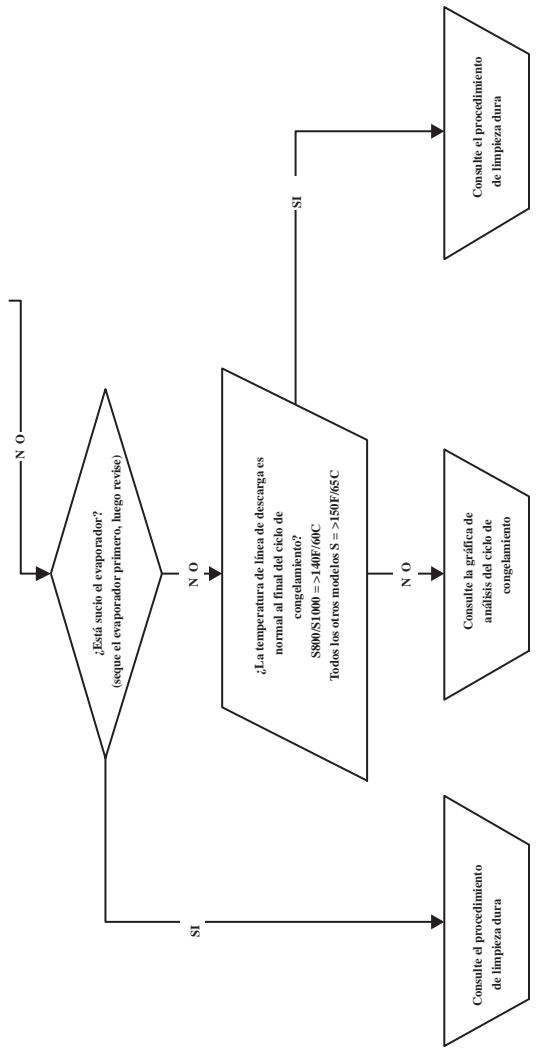 N O
¿Está sucio el evaporador?
(seque el evaporador primero, luego revise)
SI
N O
¿La temperatura de línea de descarga es
normal al final del ciclo de
congelamiento?
S800/S1000 = >140F/60C
Todos los otros modelos S = >150F/65C
SI
N O
Consulte el procedimiento
de limpieza dura
Consulte la gráfica de
análisis del ciclo de
congelamiento
Consulte el procedimiento
de limpieza dura